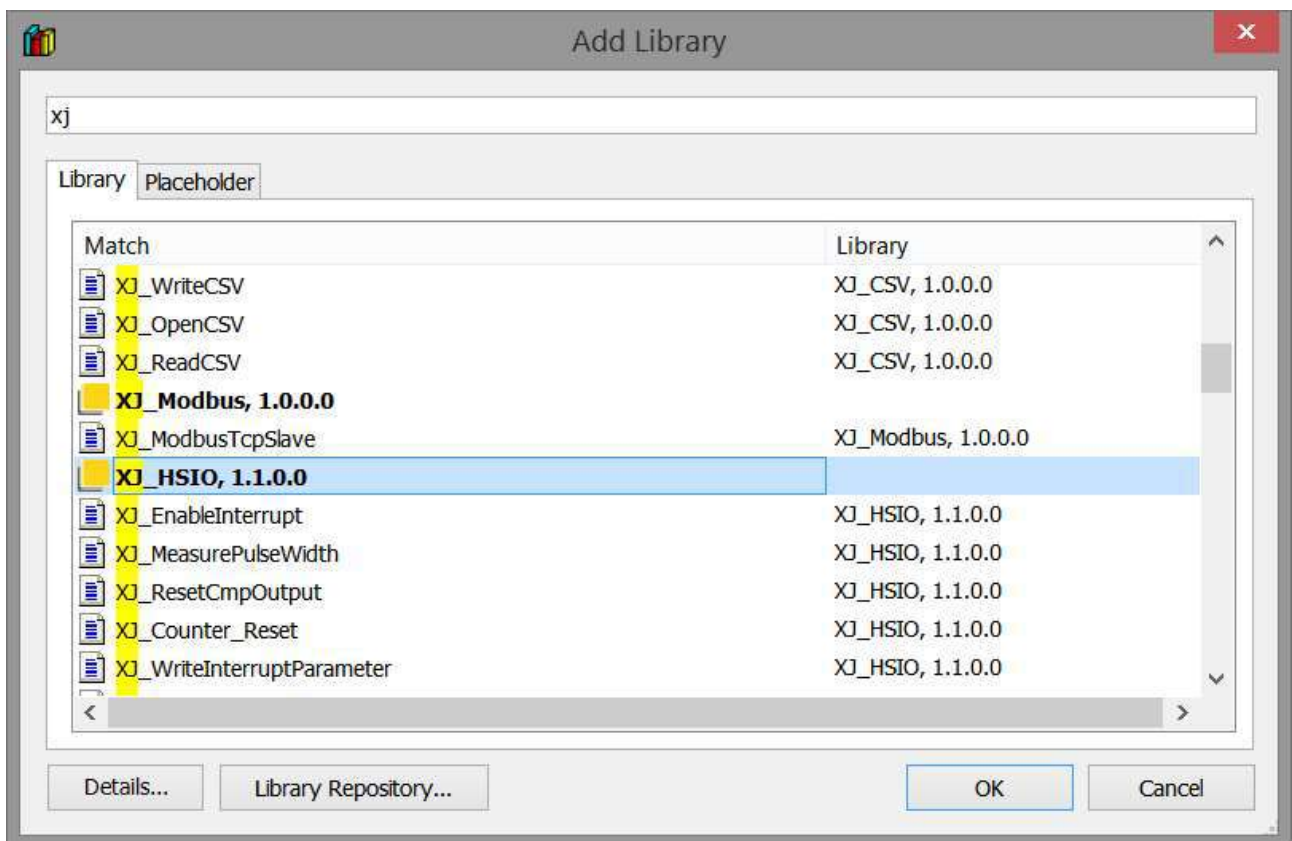 Add Library
xj
Library Placeholder
Match Library
XJ_WriteCSV XJ_CSV, 1.0.0.0
XJ_OpenCSV XJ_CSV, 1.0.0.0
XJ_ReadCSV XJ_CSV, 1.0.0.0
XJ_Modbus, 1.0.0.0
XJ_ModbusTcpSlave XJ_Modbus, 1.0.0.0
XJ_HSIO, 1.1.0.0
XJ_EnableInterrupt XJ_HSIO, 1.1.0.0
XJ_MeasurePulseWidth XJ_HSIO, 1.1.0.0
XJ_ResetCmpOutput XJ_HSIO, 1.1.0.0
XJ_Counter_Reset XJ_HSIO, 1.1.0.0
XJ_WriteInterruptParameter XJ_HSIO, 1.1.0.0
Details... Library Repository... OK Cancel